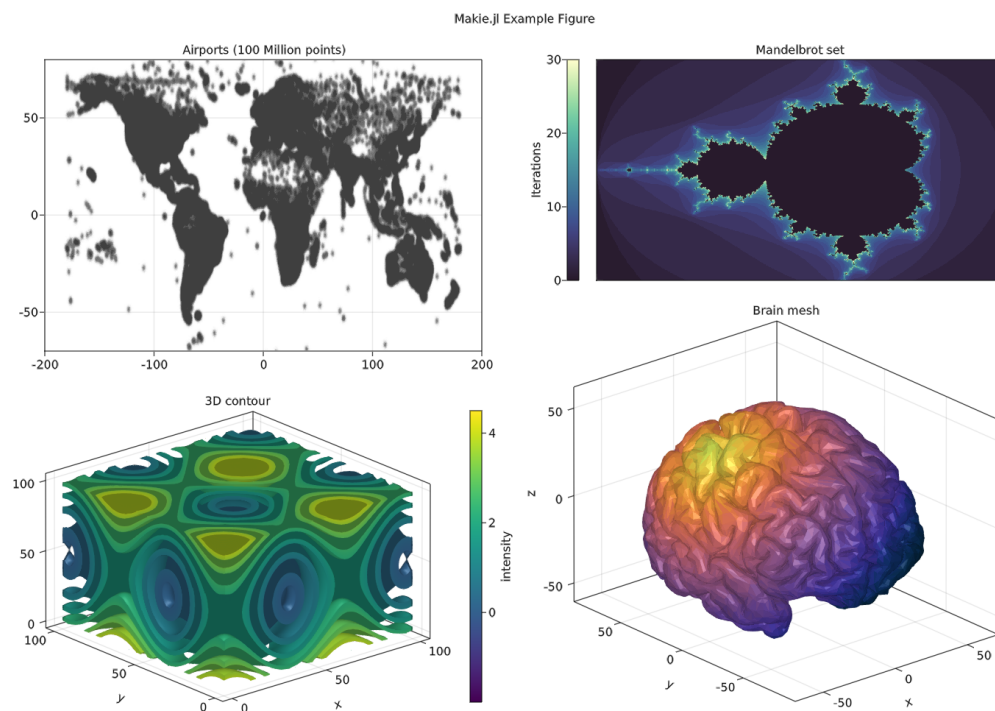 Makie.jl Example Figure
Airports (100 Million points)
50
0
-50
-200
-100
0
100
200
Mandelbrot set
30
20
10
0
Iterations
3D contour
100
50
0
100
50
0
y
0
50
100
x
4
2
0
intensity
Brain mesh
50
0
-50
z
50
0
-50
y
-50
0
50
x